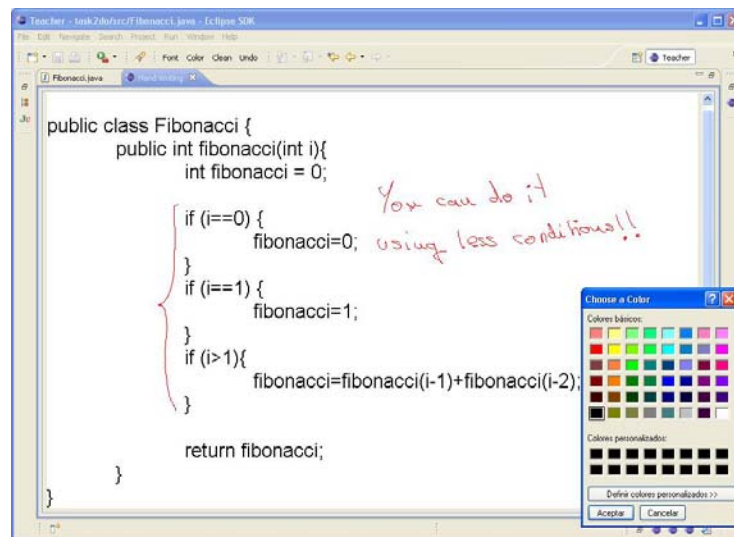 Teacher - task2do/src/Fibonacci.java - Eclipse SDK
File Edit Navigate Search Project Run Window Help
Font Color Clean Undo
Teacher
Fibonacci.java
Hand Writing
public class Fibonacci {
public int fibonacci(int i){
int fibonacci = 0;
You can do it
if (i==0) {
fibonacci=0;
using less conditions!!
}
if (i==1) {
fibonacci=1;
}
if (i>1){
fibonacci=fibonacci(i-1)+fibonacci(i-2);
}
return fibonacci;
}
}
Choose a Color
Colores básicos:
Colores personalizados:
Definir colores personalizados >>
Aceptar Cancelar